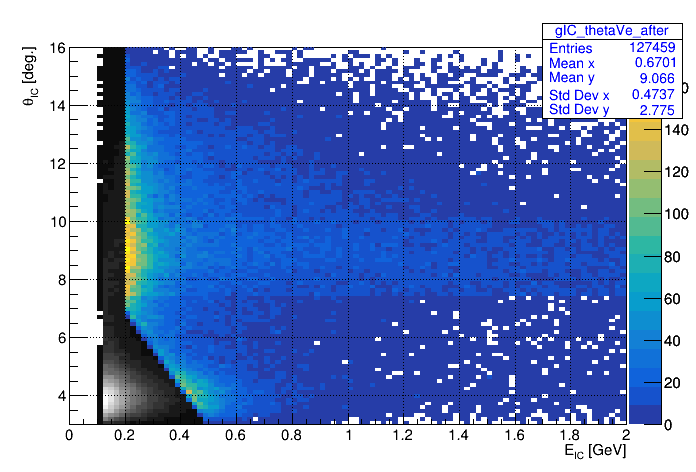 gIC_thetaVe_after
Entries 127459
Mean x 0.6701
Mean y 9.066
Std Dev x 0.4737
Std Dev y 2.775
θIC [deg.]
16
14
12
10
8
6
4
0 0.2 0.4 0.6 0.8 1 1.2 1.4 1.6 1.8 2
EIC [GeV]
140
120
100
80
60
40
20
0